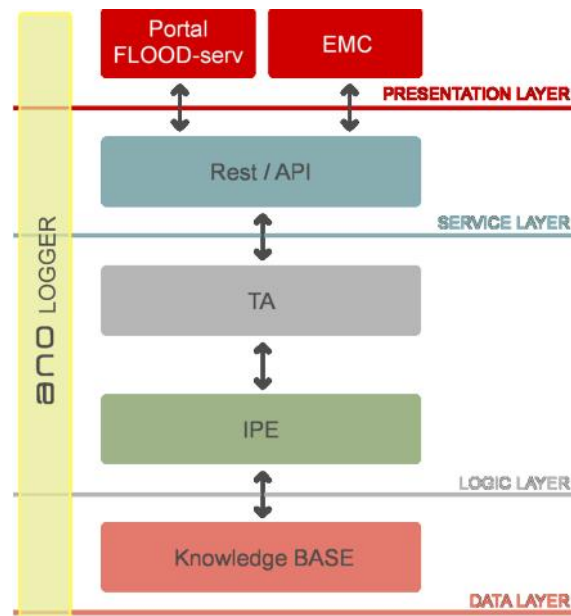 Portal
FLOOD-serv
EMC
PRESENTATION LAYER
Rest / API
SERVICE LAYER
TA
ano LOGGER
IPE
LOGIC LAYER
Knowledge BASE
DATA LAYER